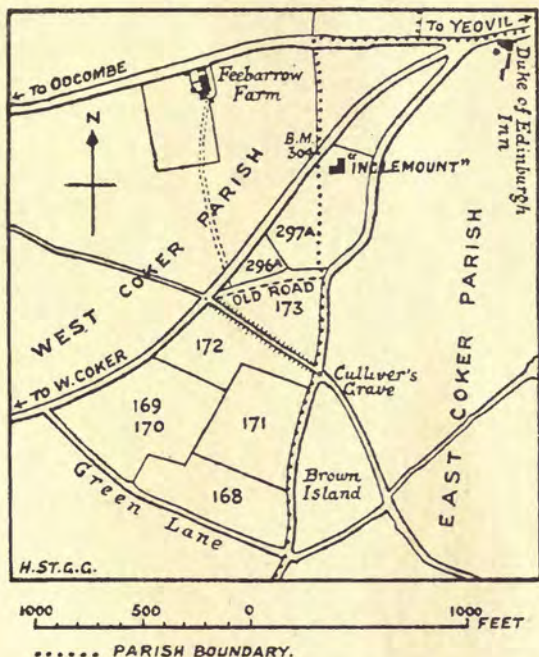 TO YEOVIL →
← TO ODCOMBE
Feebarrow
Farm
Duke of Edinburgh
Inn
N
B.M.
304
"INGLEMOUNT"
WEST COKER PARISH
297A
296A
OLD ROAD
173
172
← TO W. COKER
Culliver's
Grave
169
170
171
EAST COKER PARISH
Brown
Island
168
Green Lane
H.ST.G.G.
1000 500 0 1000 FEET
...... PARISH BOUNDARY.